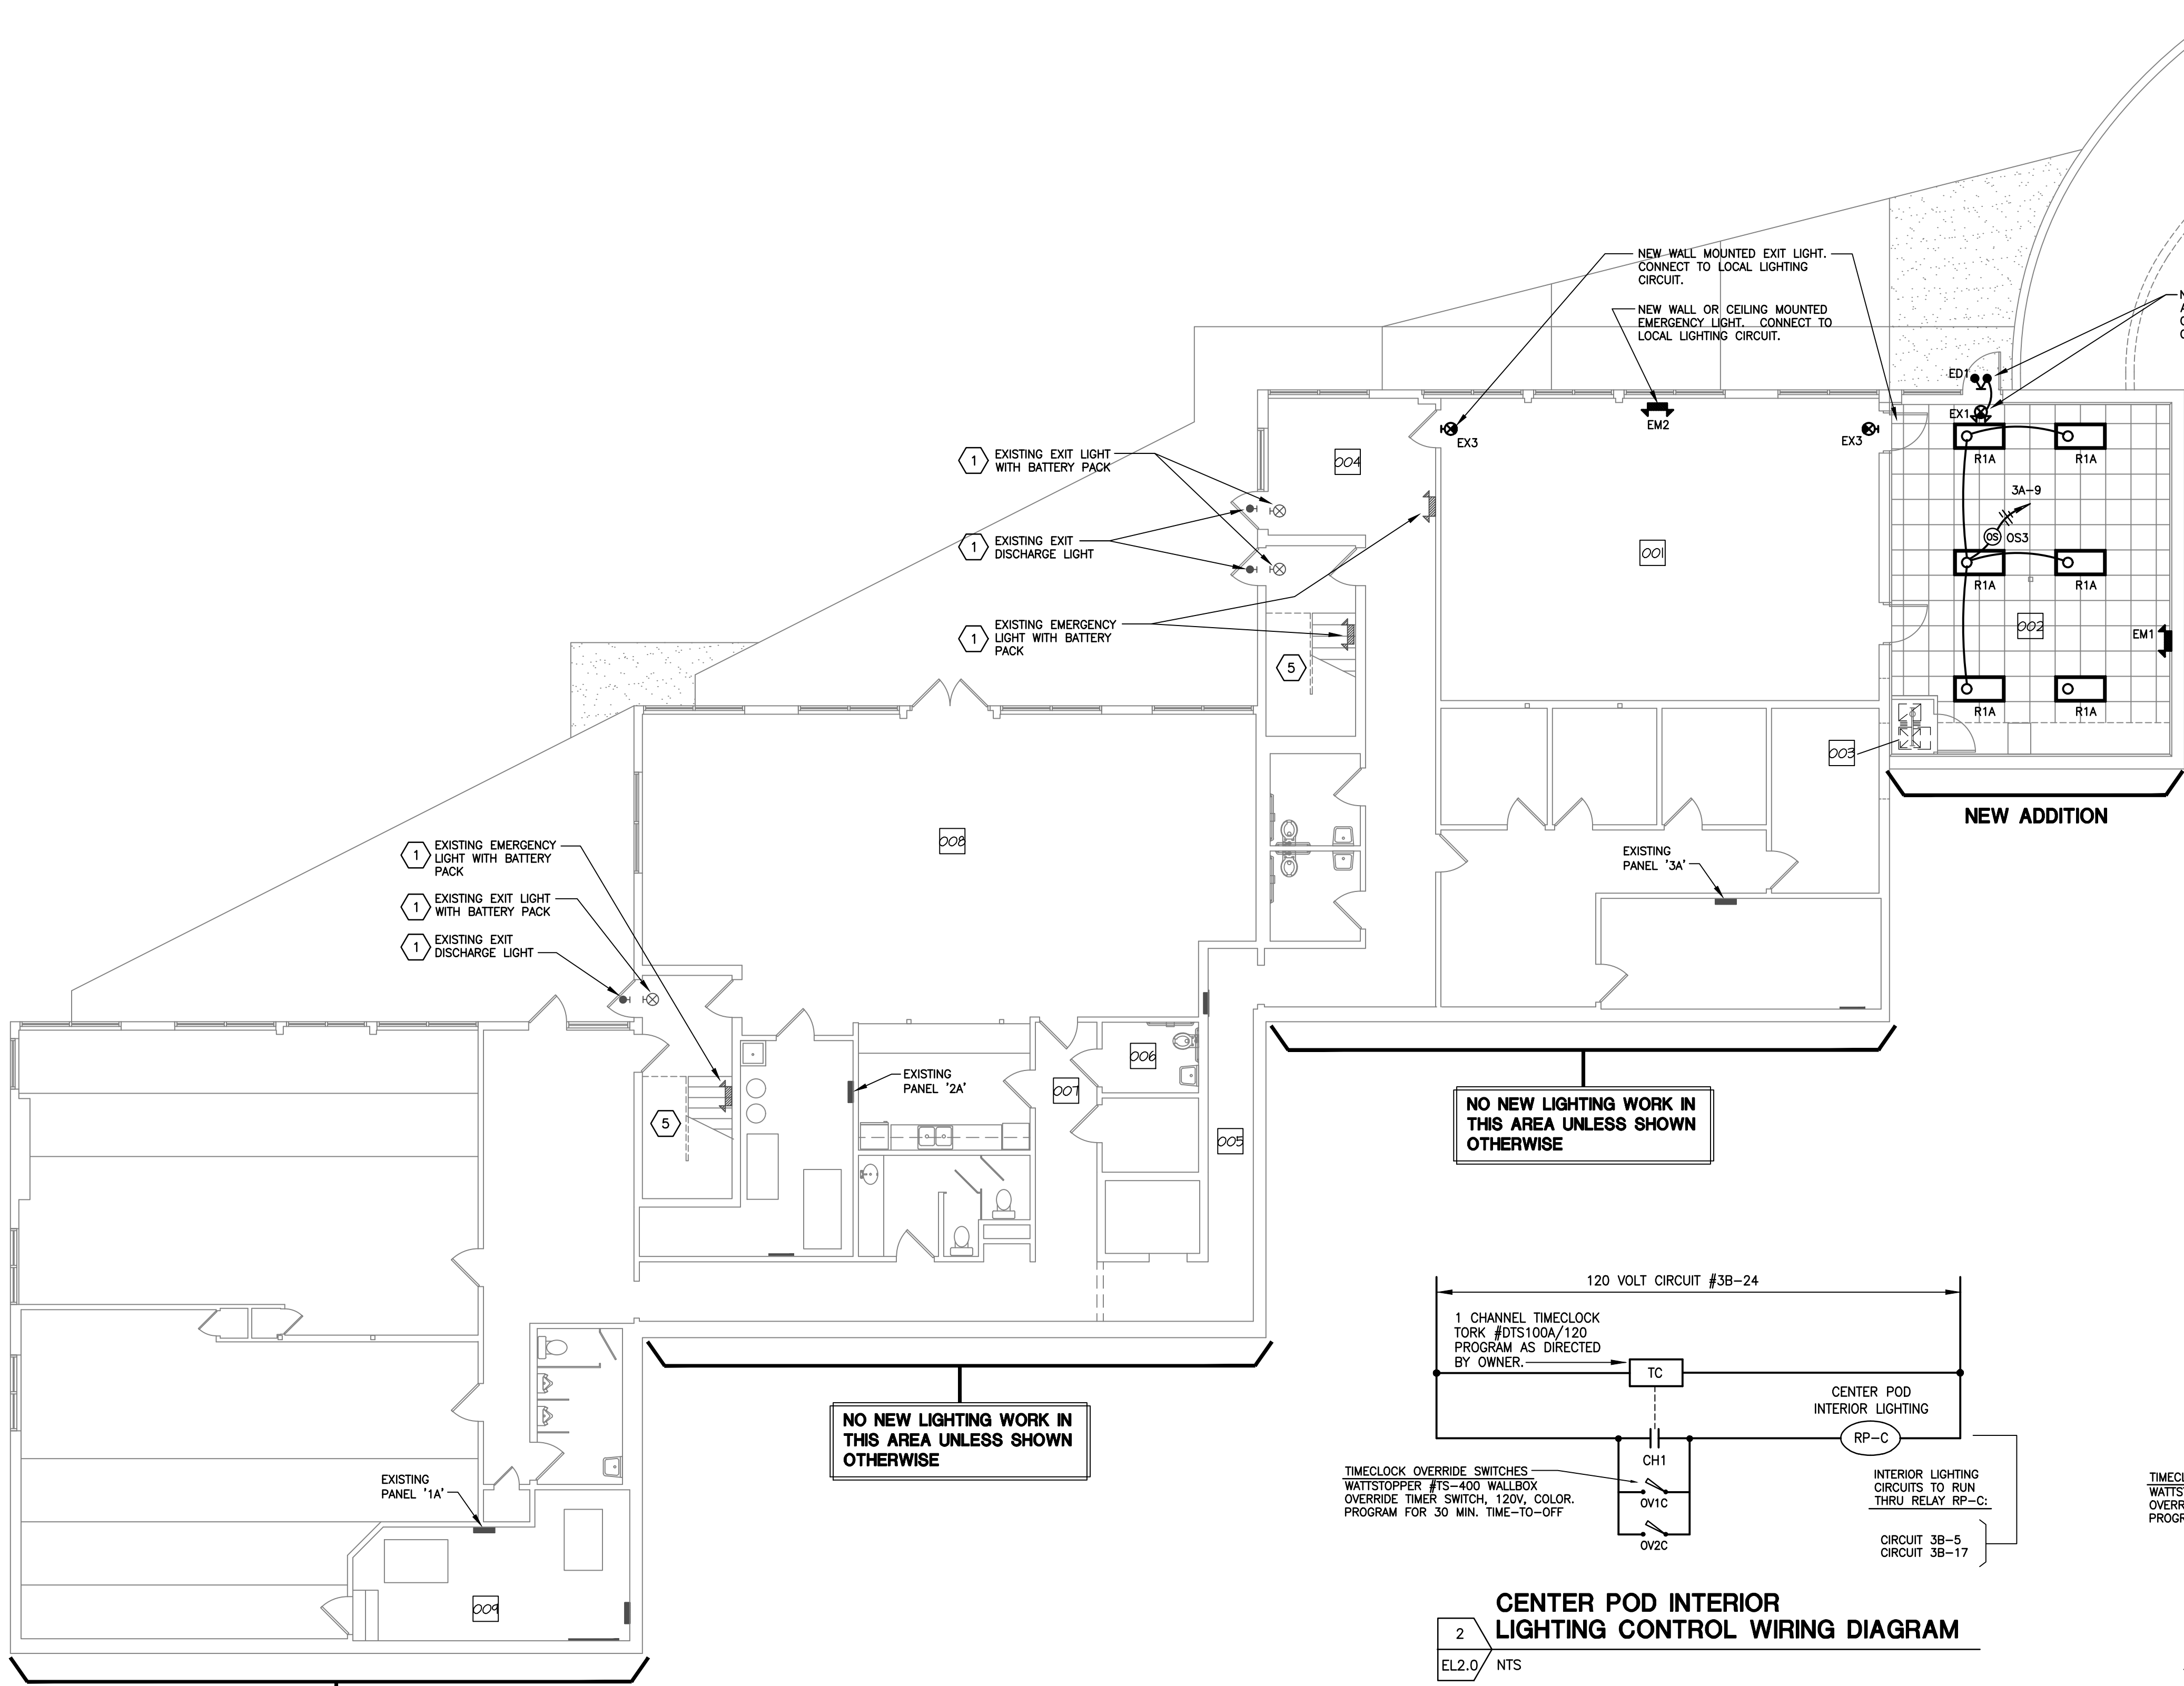 NEW WALL MOUNTED EXIT LIGHT.
CONNECT TO LOCAL LIGHTING
CIRCUIT.
NEW WALL OR CEILING MOUNTED
EMERGENCY LIGHT. CONNECT TO
LOCAL LIGHTING CIRCUIT.
ED1
EX1
EM2
EX3
EX3
R1A
R1A
1
EXISTING EXIT LIGHT
WITH BATTERY PACK
004
3A-9
OS
OS3
1
EXISTING EXIT
DISCHARGE LIGHT
001
R1A
R1A
1
EXISTING EMERGENCY
LIGHT WITH BATTERY
PACK
002
EM1
5
R1A
R1A
003
NEW ADDITION
008
1
EXISTING EMERGENCY
LIGHT WITH BATTERY
PACK
EXISTING
PANEL '3A'
1
EXISTING EXIT LIGHT
WITH BATTERY PACK
1
EXISTING EXIT
DISCHARGE LIGHT
006
EXISTING
PANEL '2A'
007
5
005
NO NEW LIGHTING WORK IN
THIS AREA UNLESS SHOWN
OTHERWISE
120 VOLT CIRCUIT #3B-24
1 CHANNEL TIMECLOCK
TORK #DTS100A/120
PROGRAM AS DIRECTED
BY OWNER.
TC
CENTER POD
INTERIOR LIGHTING
RP-C
CH1
NO NEW LIGHTING WORK IN
THIS AREA UNLESS SHOWN
OTHERWISE
TIMECLOCK OVERRIDE SWITCHES
WATTSTOPPER #TS-400 WALLBOX
OVERRIDE TIMER SWITCH, 120V, COLOR.
PROGRAM FOR 30 MIN. TIME-TO-OFF
OV1C
OV2C
INTERIOR LIGHTING
CIRCUITS TO RUN
THRU RELAY RP-C:
CIRCUIT 3B-5
CIRCUIT 3B-17
EXISTING
PANEL '1A'
009
CENTER POD INTERIOR
LIGHTING CONTROL WIRING DIAGRAM
2
EL2.0
NTS